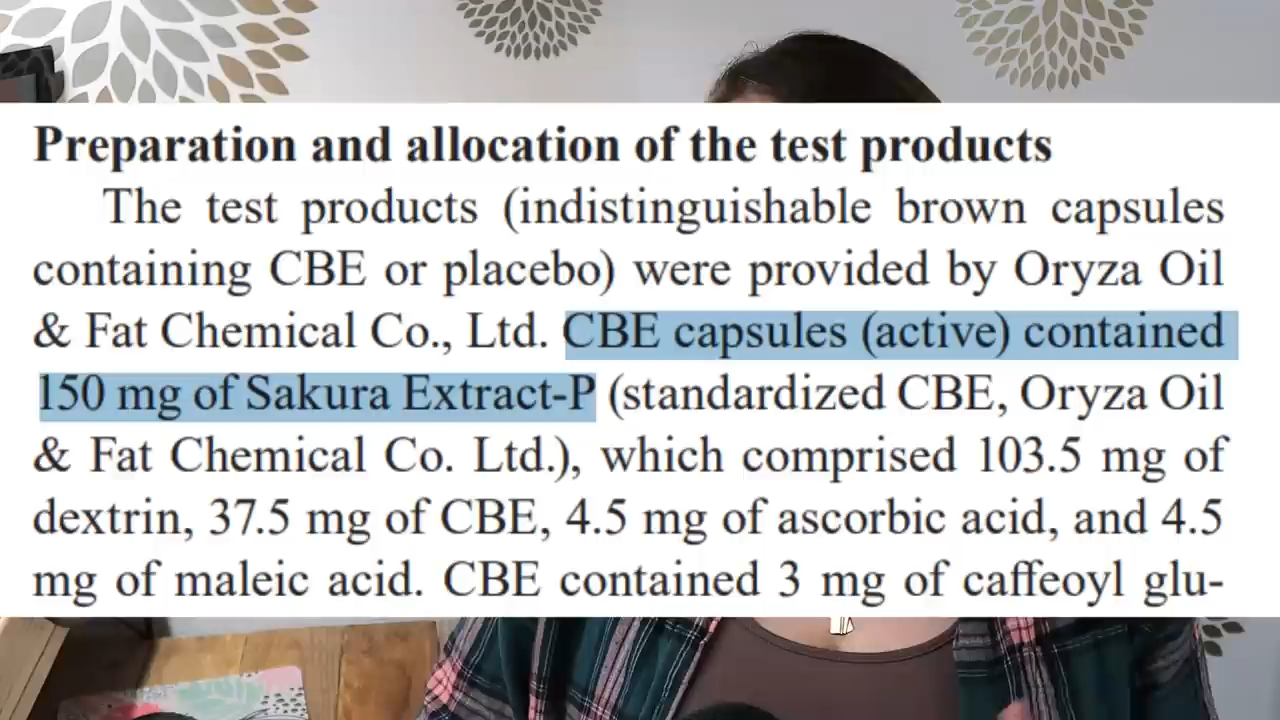 Preparation and allocation of the test products
The test products (indistinguishable brown capsules
containing CBE or placebo) were provided by Oryza Oil
& Fat Chemical Co., Ltd. CBE capsules (active) contained
150 mg of Sakura Extract-P (standardized CBE, Oryza Oil
& Fat Chemical Co. Ltd.), which comprised 103.5 mg of
dextrin, 37.5 mg of CBE, 4.5 mg of ascorbic acid, and 4.5
mg of maleic acid. CBE contained 3 mg of caffeoyl glu-